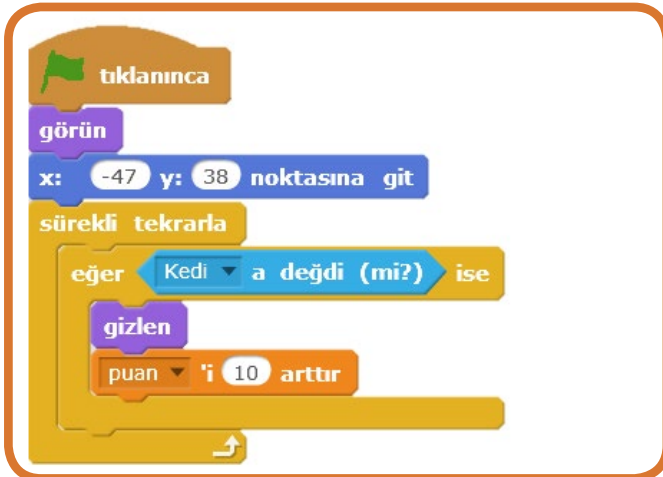 tıklanınca
görün
x: -47 y: 38 noktasına git
sürekli tekrarla
eğer Kedi a değdi (mi?) ise
gizlen
puan 'i 10 arttır